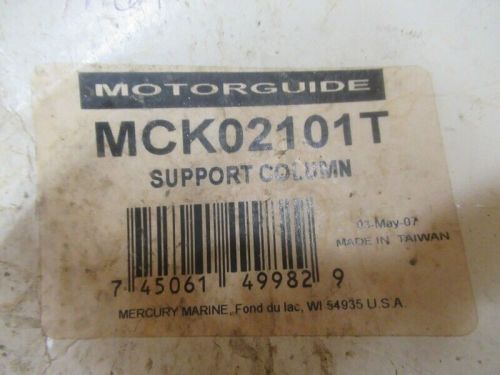 MOTORGUIDE
MCK02101T
SUPPORT COLUMN
03-May-07
MADE IN TAIWAN
7 45061 49982 9
MERCURY MARINE, Fond du lac, WI 54935 U.S.A.